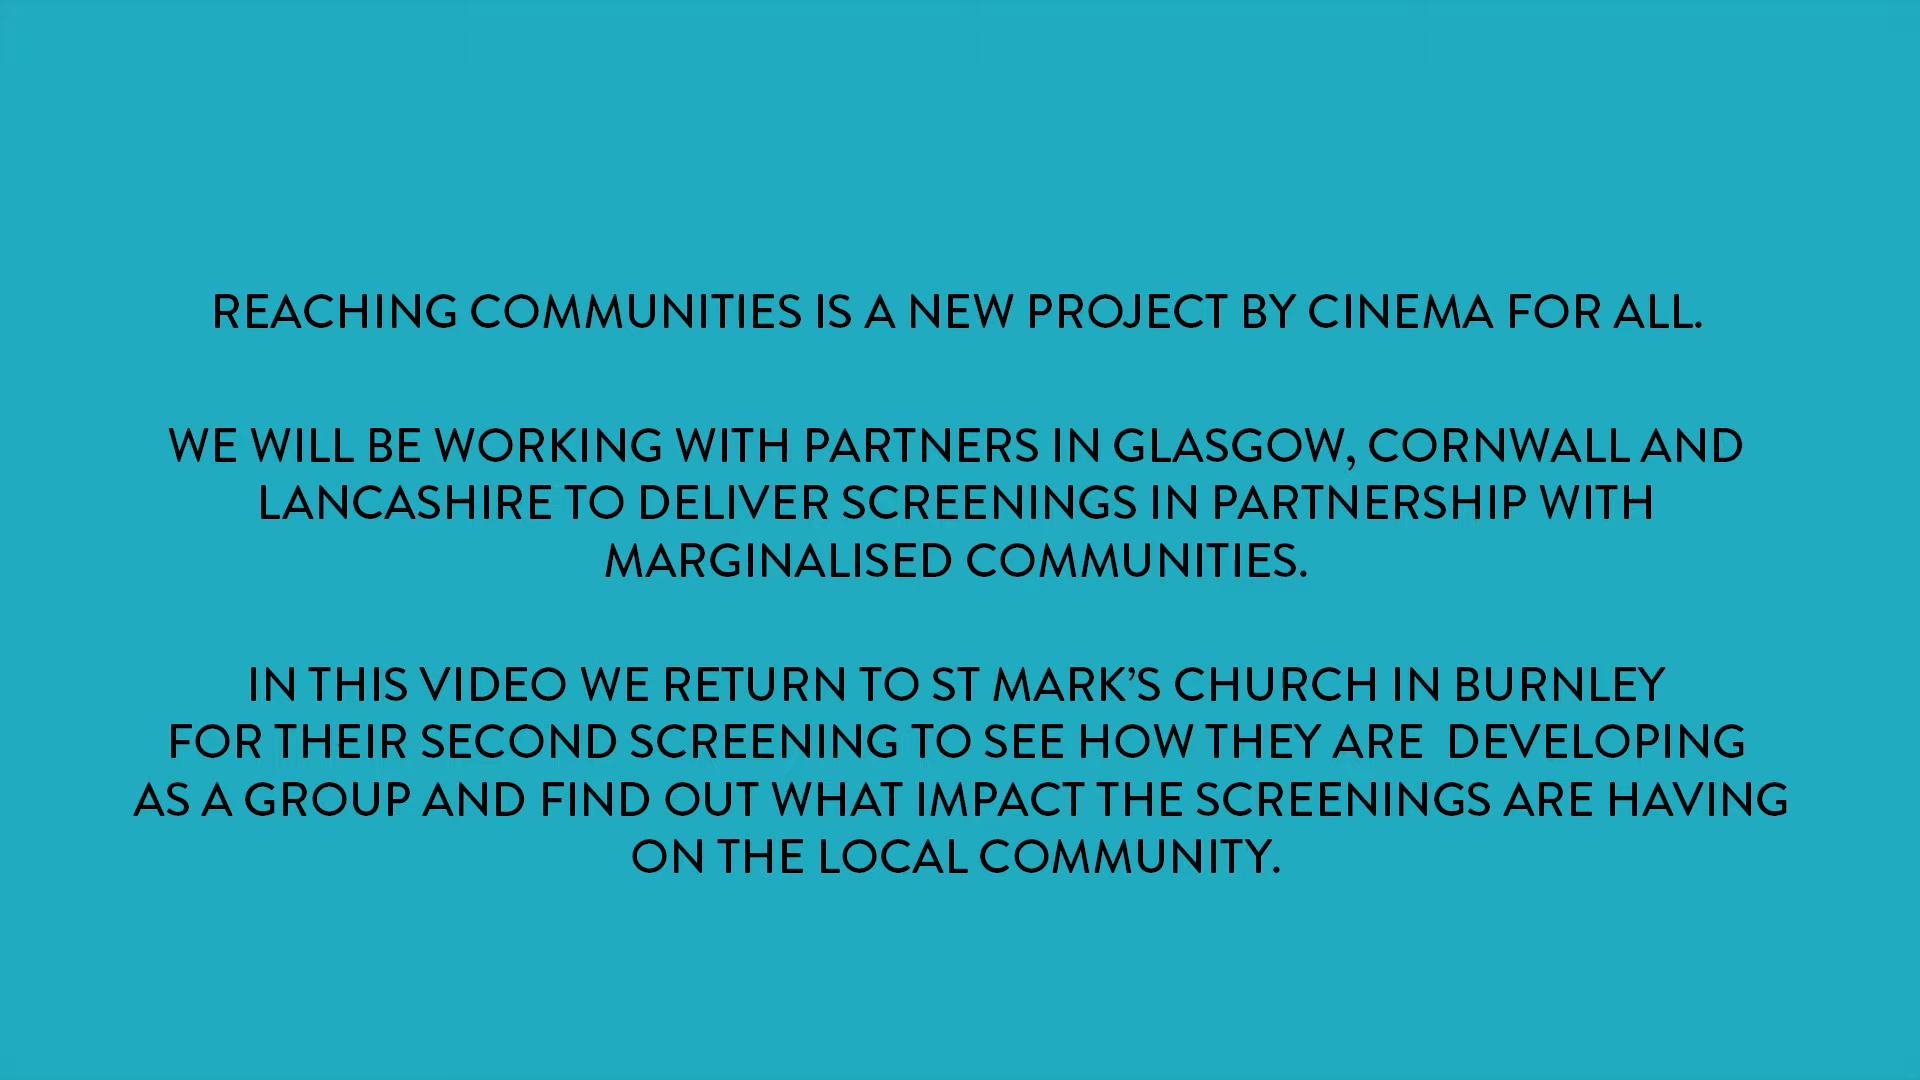 REACHING COMMUNITIES IS A NEW PROJECT BY CINEMA FOR ALL.
WE WILL BE WORKING WITH PARTNERS IN GLASGOW, CORNWALL AND
LANCASHIRE TO DELIVER SCREENINGS IN PARTNERSHIP WITH
MARGINALISED COMMUNITIES.
IN THIS VIDEO WE RETURN TO ST MARK’S CHURCH IN BURNLEY
FOR THEIR SECOND SCREENING TO SEE HOW THEY ARE  DEVELOPING
AS A GROUP AND FIND OUT WHAT IMPACT THE SCREENINGS ARE HAVING
ON THE LOCAL COMMUNITY.